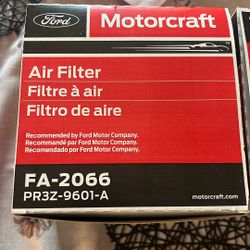 Ford
Motorcraft
Air Filter
Filtre à air
Filtro de aire
Recommended by Ford Motor Company.
Recommandé par Ford Motor Company.
Recomendado por Ford Motor Company.
FA-2066
PR3Z-9601-A
motorcraft.com